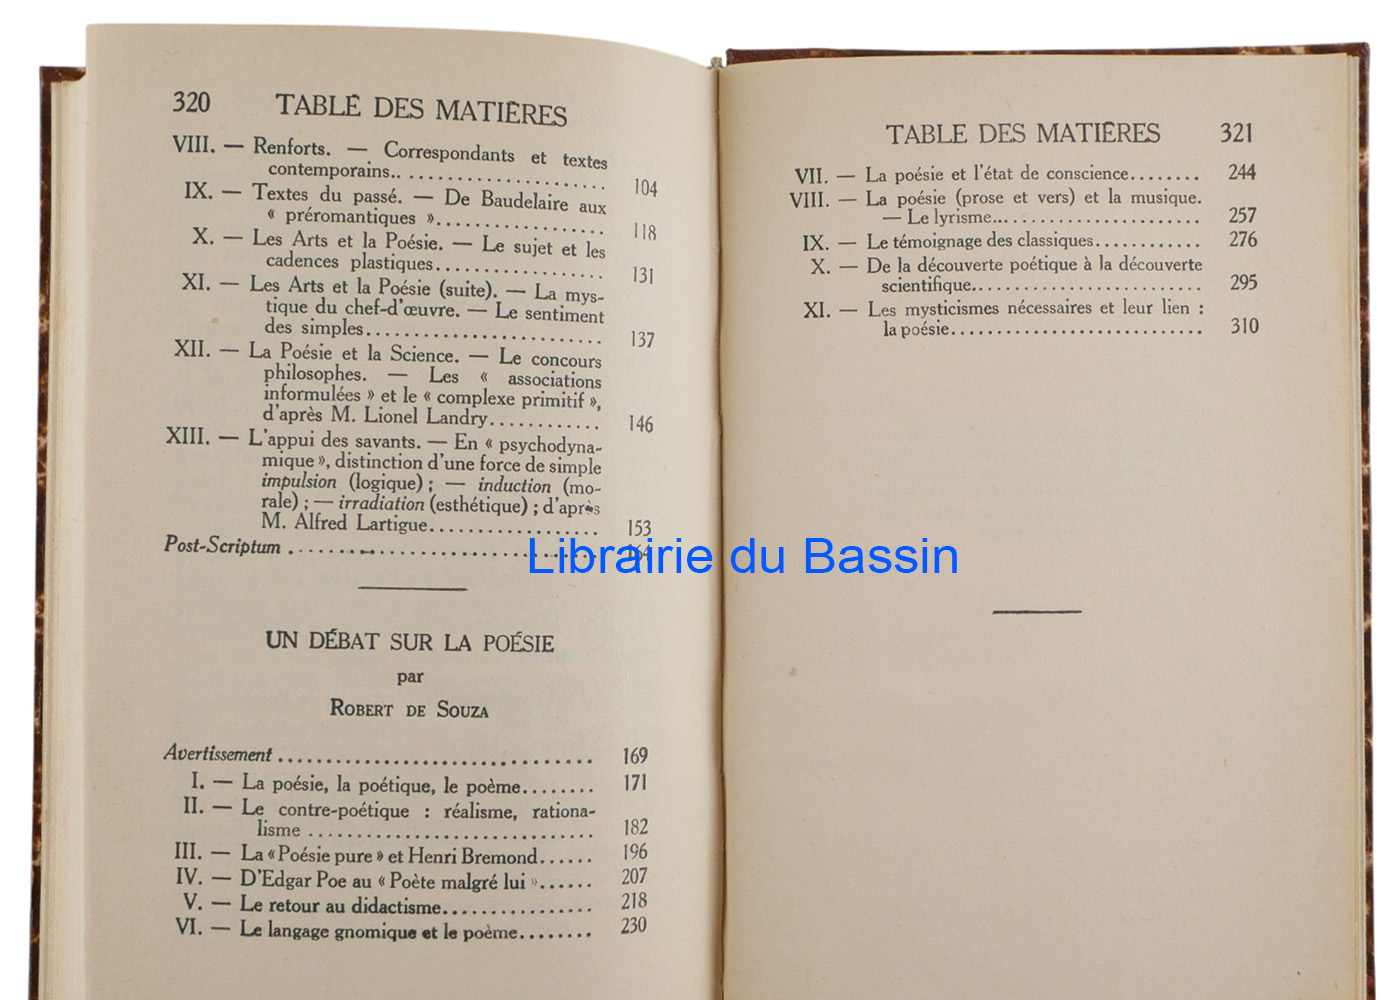 320 TABLE DES MATIÈRES
VIII. — Renforts. — Correspondants et textes
contemporains.. ..................... 104
IX. — Textes du passé. — De Baudelaire aux
« préromantiques »................. 118
X. — Les Arts et la Poésie. — Le sujet et les
cadences plastiques................. 131
XI. — Les Arts et la Poésie (suite). — La mys-
tique du chef-d'œuvre. — Le sentiment
des simples........................ 137
XII. — La Poésie et la Science. — Le concours
philosophes. — Les « associations
informulées » et le « complexe primitif »,
d'après M. Lionel Landry............ 146
XIII. — L'appui des savants. — En « psychodyna-
mique », distinction d'une force de simple
impulsion (logique) ; — induction (mo-
rale) ; — irradiation (esthétique) ; d'après
M. Alfred Lartigue.................. 153
Post-Scriptum ............................... 164
UN DÉBAT SUR LA POÉSIE
par
ROBERT DE SOUZA
Avertissement ................................ 169
I. — La poésie, la poétique, le poème........ 171
II. — Le contre-poétique : réalisme, rationa-
lisme ............................. 182
III. — La « Poésie pure » et Henri Bremond...... 196
IV. — D'Edgar Poe au « Poète malgré lui »...... 207
V. — Le retour au didactisme................ 218
VI. — Le langage gnomique et le poème........ 230
TABLE DES MATIÈRES 321
VII. — La poésie et l'état de conscience........ 244
VIII. — La poésie (prose et vers) et la musique.
— Le lyrisme....................... 257
IX. — Le témoignage des classiques............ 276
X. — De la découverte poétique à la découverte
scientifique......................... 295
XI. — Les mysticismes nécessaires et leur lien :
la poésie............................ 310
Librairie du Bassin